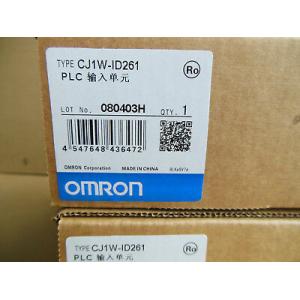 TYPE CJ1W-ID261
PLC 输入单元
Ro
LOT No. 080403H QTY. 1
4 547648 436472
OMRON Corporation MADE IN CHINA
OMRON
TYPE CJ1W-ID261
PLC 输入单元
Ro